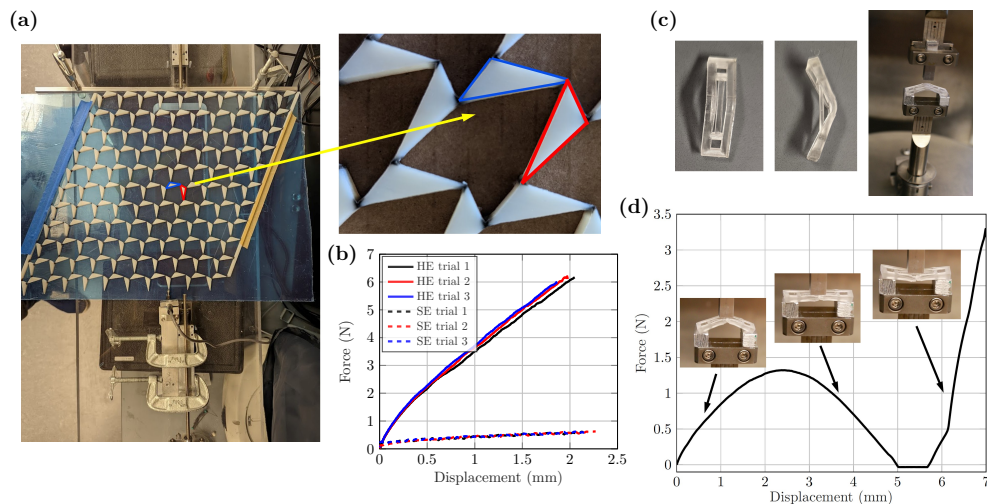 (a)
(b)
7
6
5
4
3
2
1
0
Force (N)
HE trial 1
HE trial 2
HE trial 3
SE trial 1
SE trial 2
SE trial 3
0
0.5
1
1.5
2
2.5
Displacement (mm)
(c)
(d)
3.5
3
2.5
2
1.5
1
0.5
0
Force (N)
0
1
2
3
4
5
6
7
Displacement (mm)